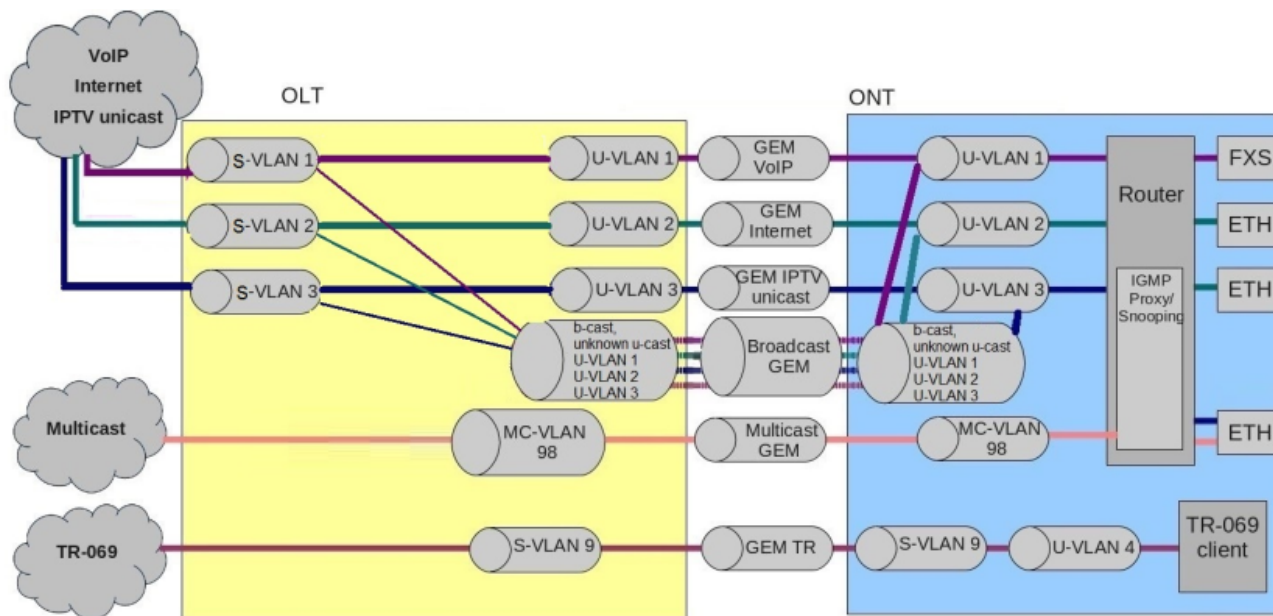 VoIP
Internet
IPTV unicast
OLT
ONT
S-VLAN 1
U-VLAN 1
GEM
VoIP
U-VLAN 1
FXS
Router
S-VLAN 2
U-VLAN 2
GEM
Internet
U-VLAN 2
ETH
S-VLAN 3
U-VLAN 3
GEM IPTV
unicast
U-VLAN 3
IGMP
Proxy/
Snooping
ETH
b-cast,
unknown u-cast
U-VLAN 1
U-VLAN 2
U-VLAN 3
Broadcast
GEM
b-cast,
unknown u-cast
U-VLAN 1
U-VLAN 2
U-VLAN 3
Multicast
MC-VLAN
98
Multicast
GEM
MC-VLAN
98
ETH
TR-069
S-VLAN 9
GEM TR
S-VLAN 9
U-VLAN 4
TR-069
client